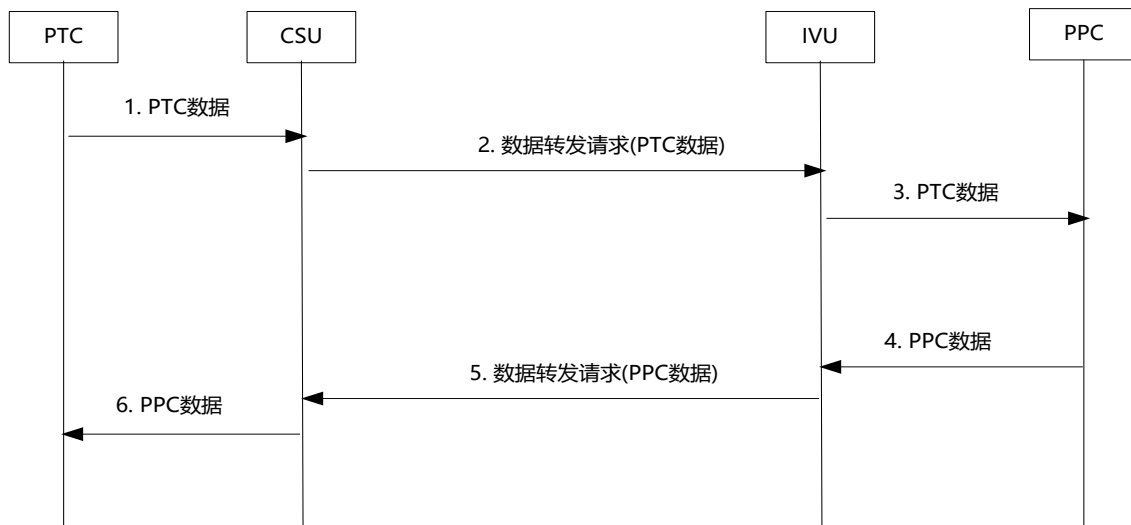 PTC
CSU
IVU
PPC
1. PTC数据
2. 数据转发请求(PTC数据)
3. PTC数据
4. PPC数据
5. 数据转发请求(PPC数据)
6. PPC数据